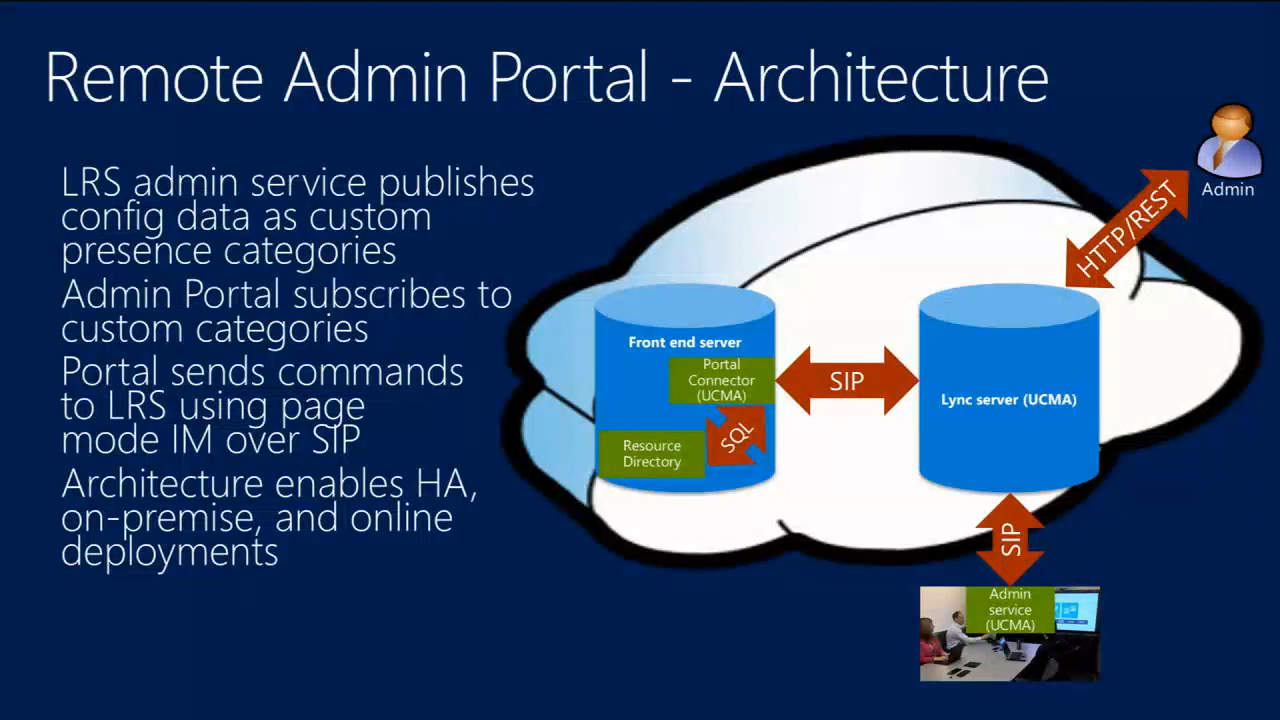 Remote Admin Portal - Architecture
LRS admin service publishes
config data as custom
presence categories
Admin Portal subscribes to
custom categories
Portal sends commands
to LRS using page
mode IM over SIP
Architecture enables HA,
on-premise, and online
deployments
Admin
HTTP/REST
Front end server
Portal
Connector
(UCMA)
SQL
Resource
Directory
SIP
Lync server (UCMA)
SIP
Admin
service
(UCMA)